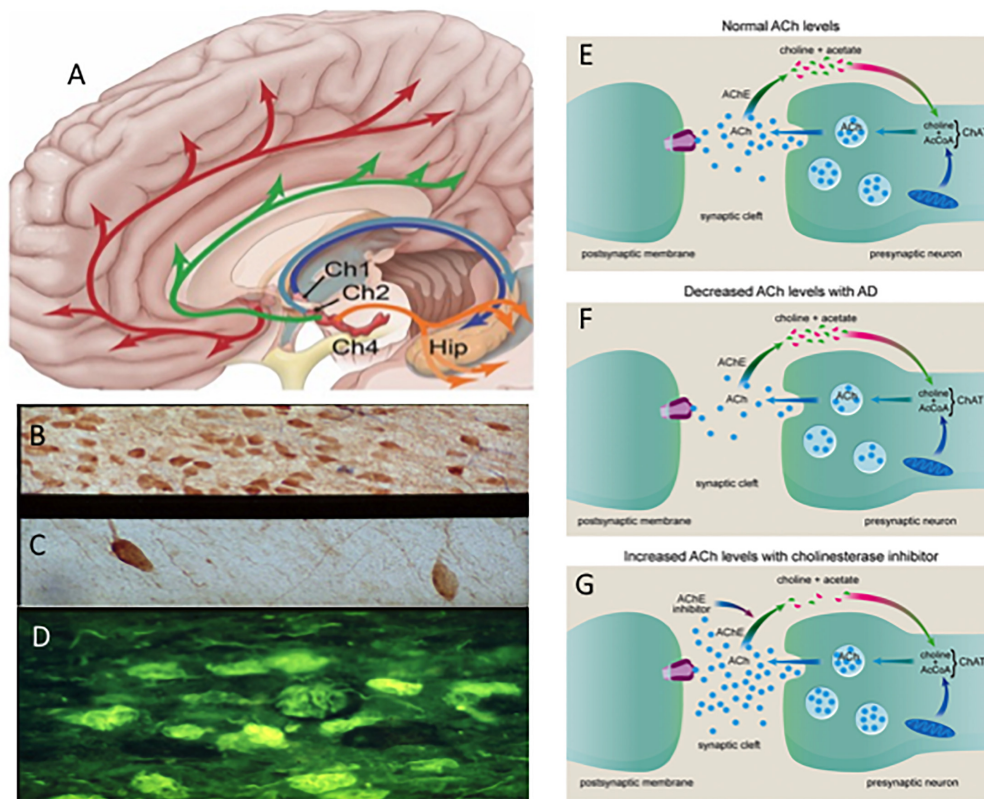 A
Ch1
Ch2
Ch4
Hip
B
C
D
Normal ACh levels
E
choline + acetate
AChE
ACh
ACh
choline
+
AcCoA
ChAT
synaptic cleft
postsynaptic membrane
presynaptic neuron
Decreased ACh levels with AD
F
choline + acetate
AChE
ACh
ACh
choline
+
AcCoA
ChAT
synaptic cleft
postsynaptic membrane
presynaptic neuron
Increased ACh levels with cholinesterase inhibitor
G
choline + acetate
AChE
inhibitor
AChE
ACh
ACh
choline
+
AcCoA
ChAT
synaptic cleft
postsynaptic membrane
presynaptic neuron